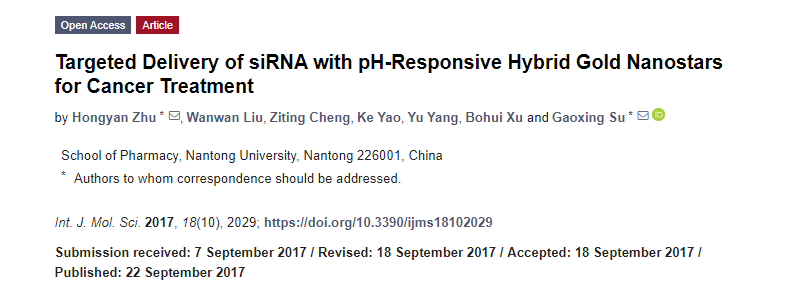 Open Access Article
Targeted Delivery of siRNA with pH-Responsive Hybrid Gold Nanostars
for Cancer Treatment
by Hongyan Zhu *, Wanwan Liu, Ziting Cheng, Ke Yao, Yu Yang, Bohui Xu and Gaoxing Su * iD
School of Pharmacy, Nantong University, Nantong 226001, China
* Authors to whom correspondence should be addressed.
Int. J. Mol. Sci. 2017, 18(10), 2029; https://doi.org/10.3390/ijms18102029
Submission received: 7 September 2017 / Revised: 18 September 2017 / Accepted: 18 September 2017 /
Published: 22 September 2017